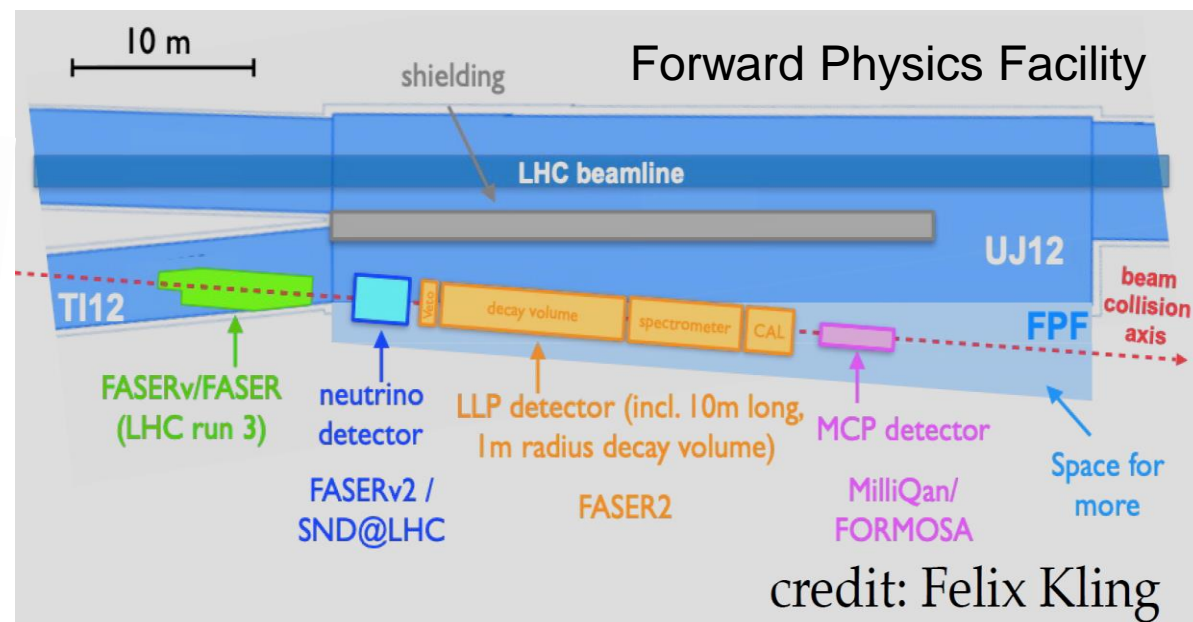 10 m
Forward Physics Facility
shielding
LHC beamline
UJ12
TI12
Veto
decay volume
spectrometer
CAL
FPF
beam
collision
axis
FASERv/FASER
(LHC run 3)
neutrino
detector
FASERv2 /
SND@LHC
LLP detector (incl. 10m long,
1m radius decay volume)
FASER2
MCP detector
MilliQan/
FORMOSA
Space for
more
credit: Felix Kling